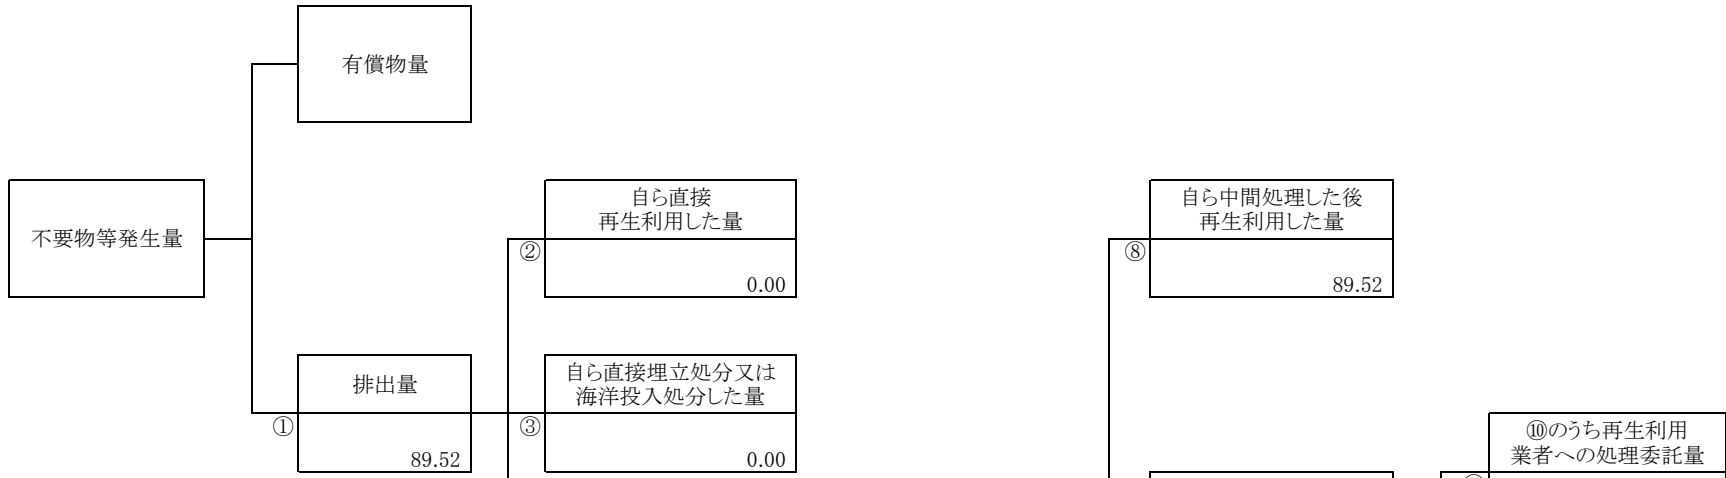 有償物量
不要物等発生量
自ら直接
再生利用した量
②
0.00
自ら中間処理した後
再生利用した量
⑧
89.52
排出量
①
89.52
自ら直接埋立処分又は
海洋投入処分した量
③
0.00
⑩のうち再生利用
業者への処理委託量